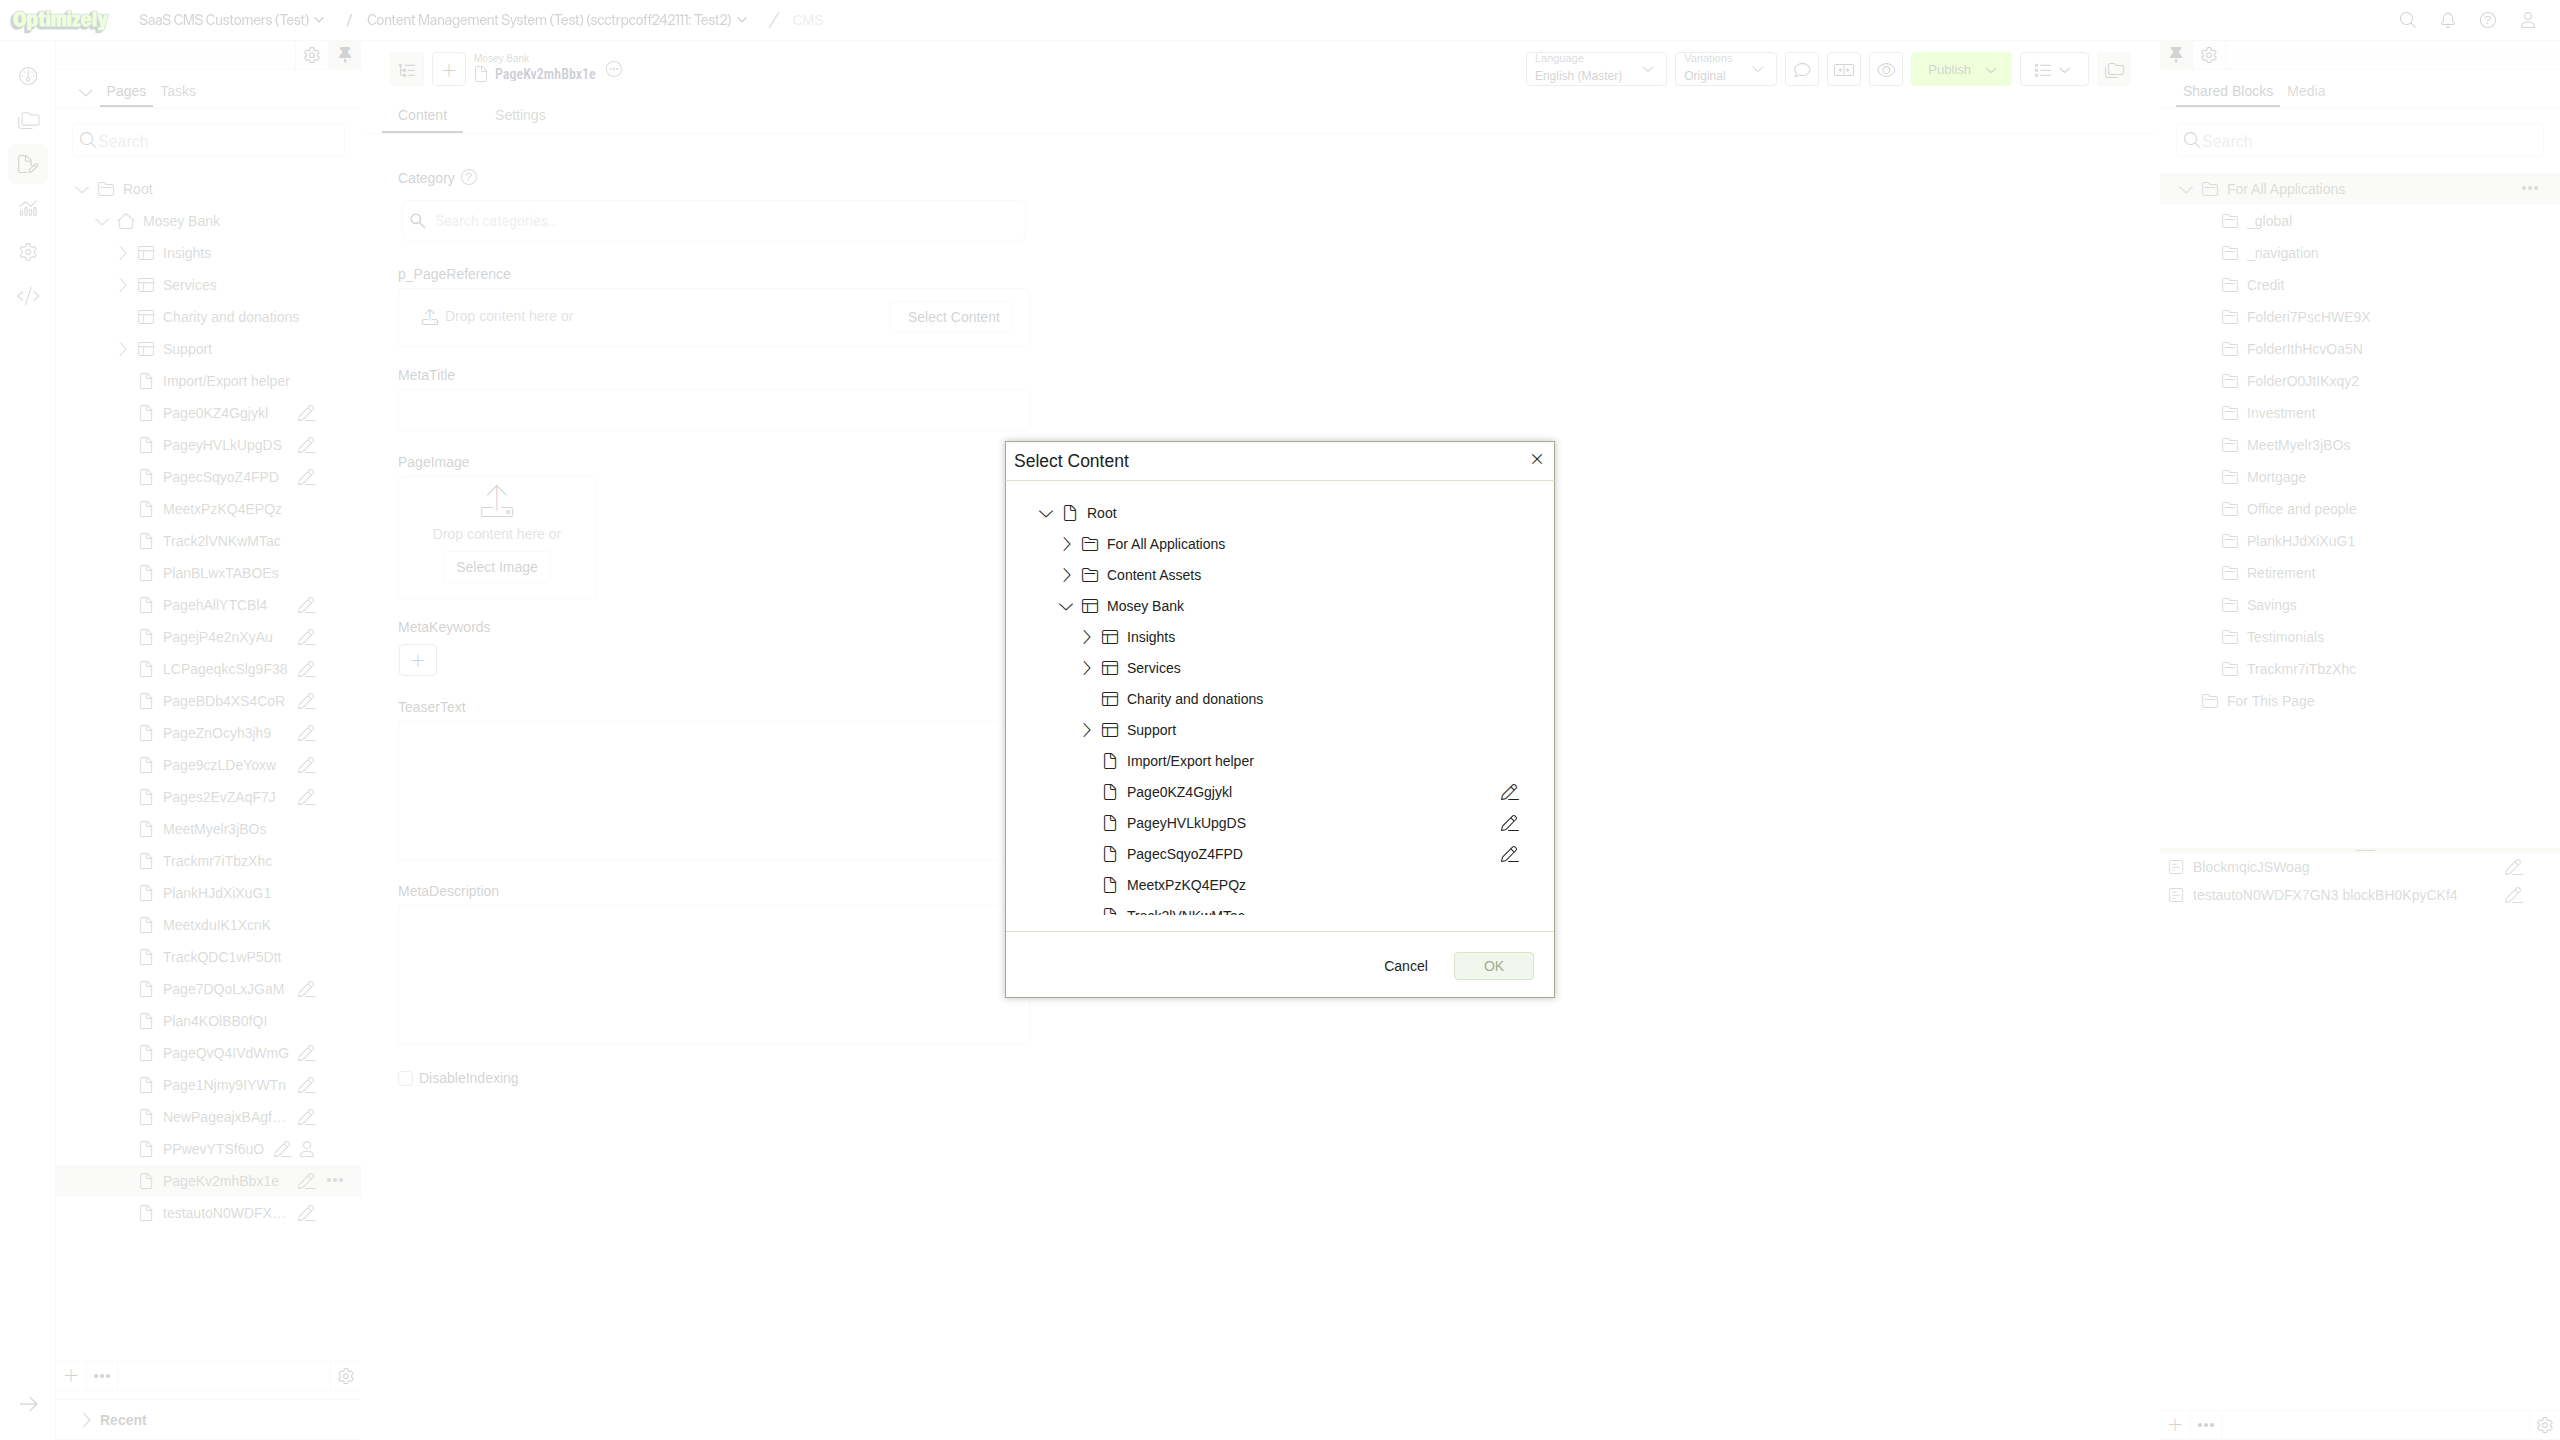 Optimizely
SaaS CMS Customers (Test) / Content Management System (Test) (scctrpcoff242111: Test2) / CMS
Pages Tasks
Search
Root
Mosey Bank
Insights
Services
Charity and donations
Support
Import/Export helper
Page0KZ4Ggjykl
PageyHVLkUpgDS
PagecSqyoZ4FPD
MeetxPzKQ4EPQz
Track2lVNKwMTac
PlanBLwxTABOEs
PagehAllYTCBl4
PagejP4e2nXyAu
LCPageqkcSlg9F38
PageBDb4XS4CoR
PageZnOcyh3jh9
Page9czLDeYoxw
Pages2EvZAqF7J
MeetMyelr3jBOs
Trackmr7iTbzXhc
PlankHJdXiXuG1
MeetxduIK1XcnK
TrackQDC1wP5Dtt
Page7DQoLxJGaM
Plan4KOlBB0fQI
PageQvQ4IVdWmG
Page1Njmy9IYWTn
NewPageajxBAgf...
PPwevYTSf6uO
PageKv2mhBbx1e
testautoN0WDFX...
Recent
Mosey Bank
PageKv2mhBbx1e
Language
English (Master)
Variations
Original
Publish
Content Settings
Category
Search categories...
p_PageReference
Drop content here or
Select Content
MetaTitle
PageImage
Drop content here or
Select Image
MetaKeywords
TeaserText
MetaDescription
DisableIndexing
Select Content
Root
For All Applications
Content Assets
Mosey Bank
Insights
Services
Charity and donations
Support
Import/Export helper
Page0KZ4Ggjykl
PageyHVLkUpgDS
PagecSqyoZ4FPD
MeetxPzKQ4EPQz
Track2lVNKwMTac
Cancel OK
Shared Blocks Media
Search
For All Applications
_global
_navigation
Credit
Folderi7PscHWE9X
FolderIthHcvOa5N
FolderO0JtIKxqy2
Investment
MeetMyelr3jBOs
Mortgage
Office and people
PlankHJdXiXuG1
Retirement
Savings
Testimonials
Trackmr7iTbzXhc
For This Page
BlockmqicJSWoag
testautoN0WDFX7GN3 blockBH0KpyCKf4